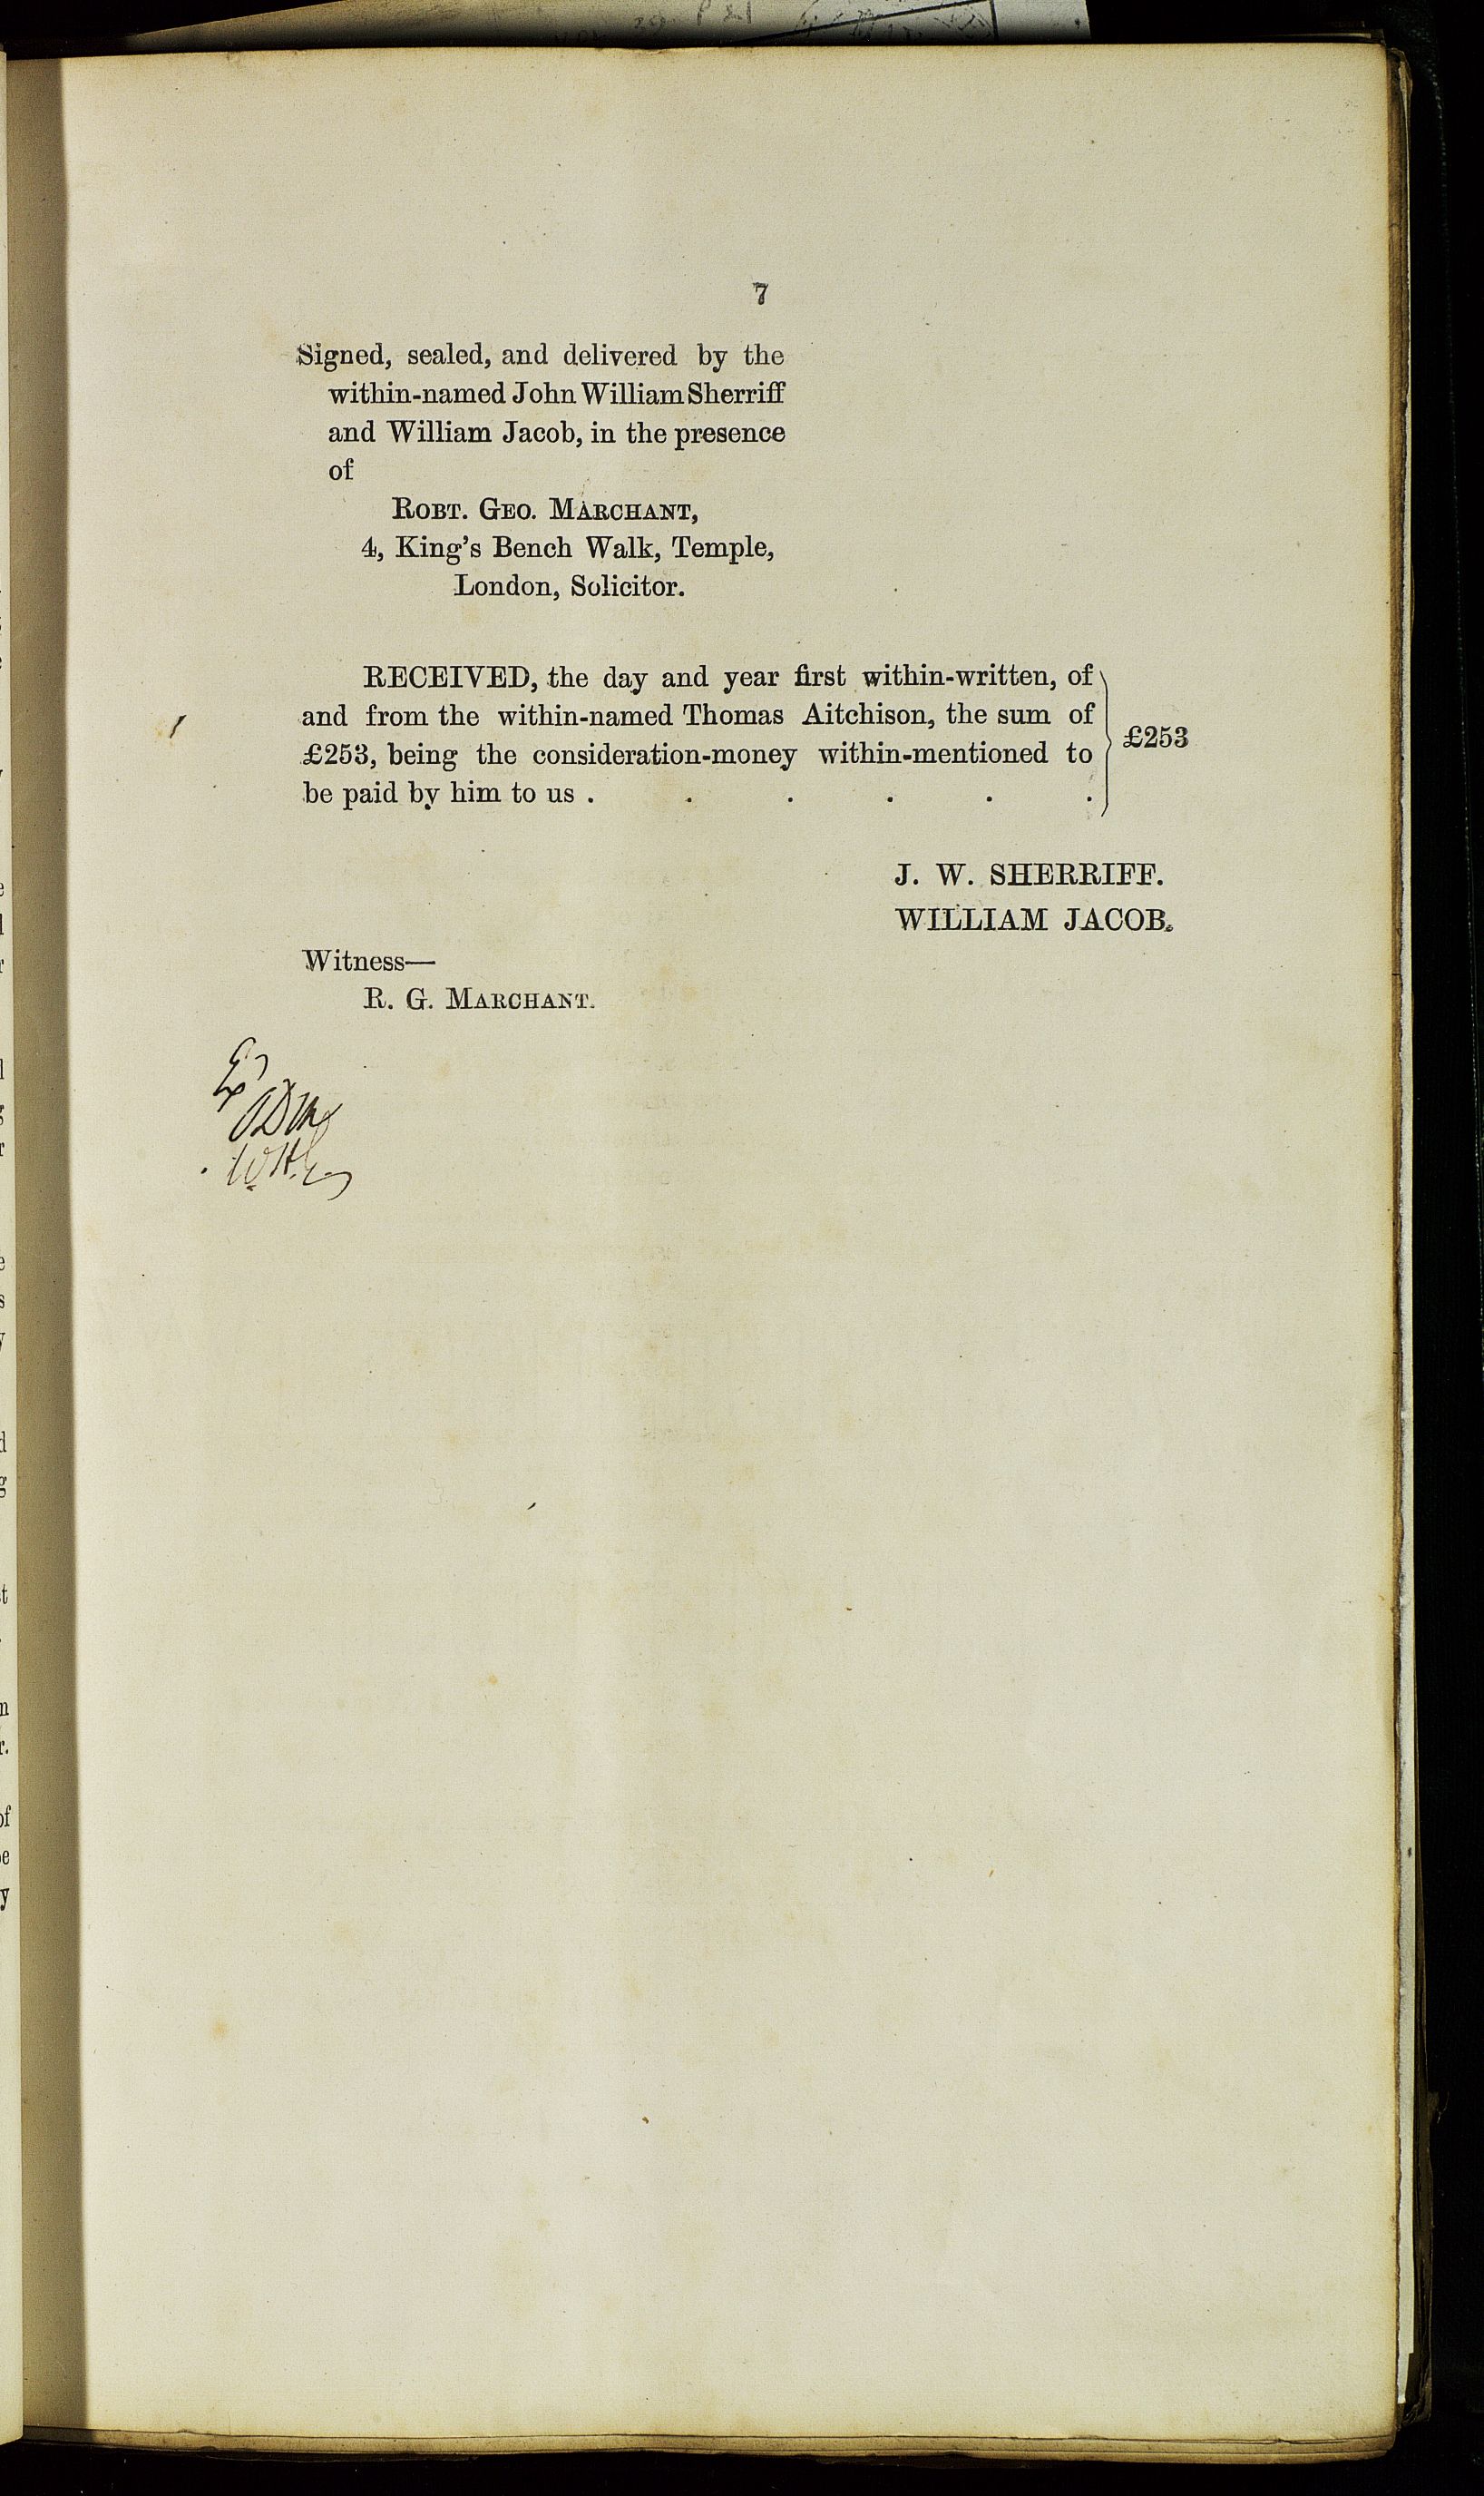 7
Signed, sealed, and delivered by the
within-named John William Sherriff
and William Jacob, in the presence
of
ROBT. GEO. MARCHANT,
4, King's Bench Walk, Temple,
London, Solicitor.
RECEIVED, the day and year first within-written, of
and from the within-named Thomas Aitchison, the sum of
£253, being the consideration-money within-mentioned to
be paid by him to us . . . . . .
£253
J. W. SHERRIFF.
WILLIAM JACOB.
Witness—
R. G. MARCHANT.